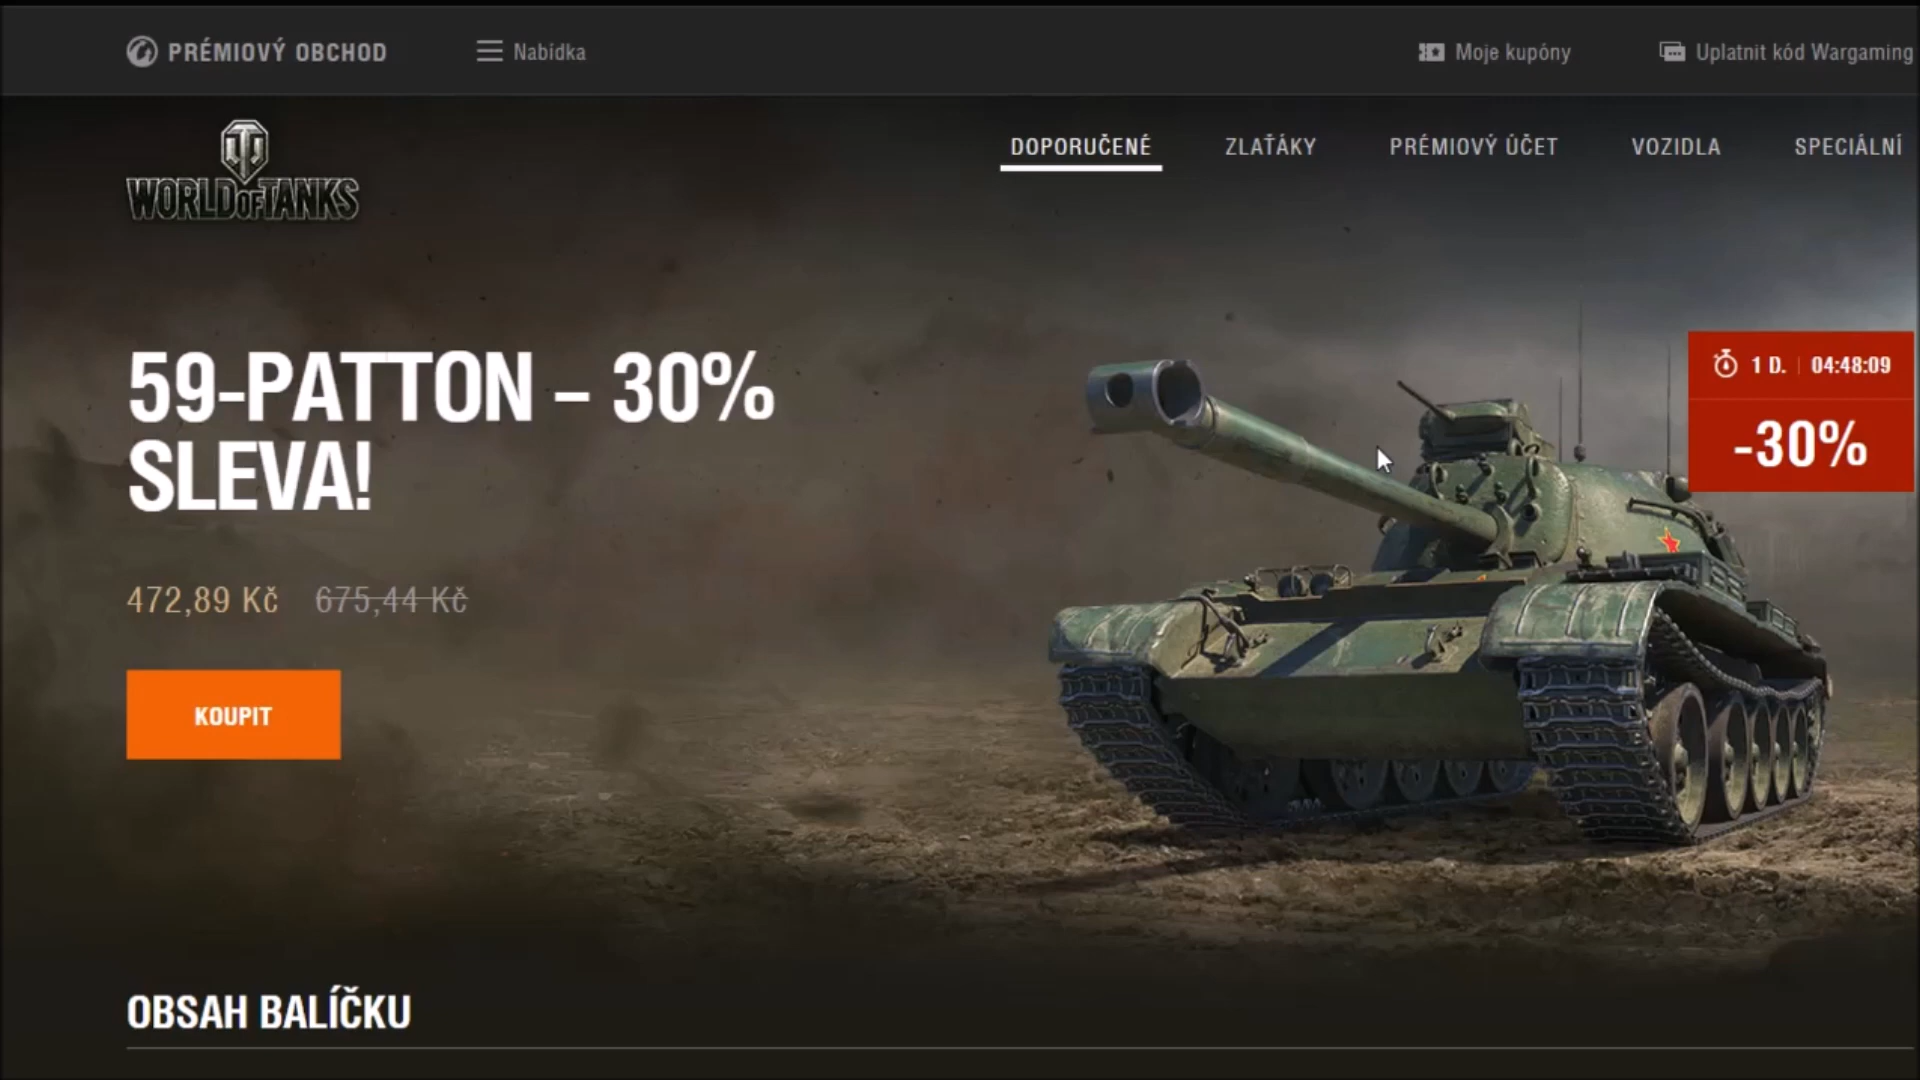 PRÉMIOVÝ OBCHOD
Nabídka
Moje kupóny
Uplatnit kód Wargaming
WORLD OF TANKS
DOPORUČENÉ
ZLAŤÁKY
PRÉMIOVÝ ÚČET
VOZIDLA
SPECIÁLNÍ
59-PATTON – 30%
SLEVA!
1 D. | 04:48:09
-30%
472,89 Kč 675,44 Kč
KOUPIT
OBSAH BALÍČKU